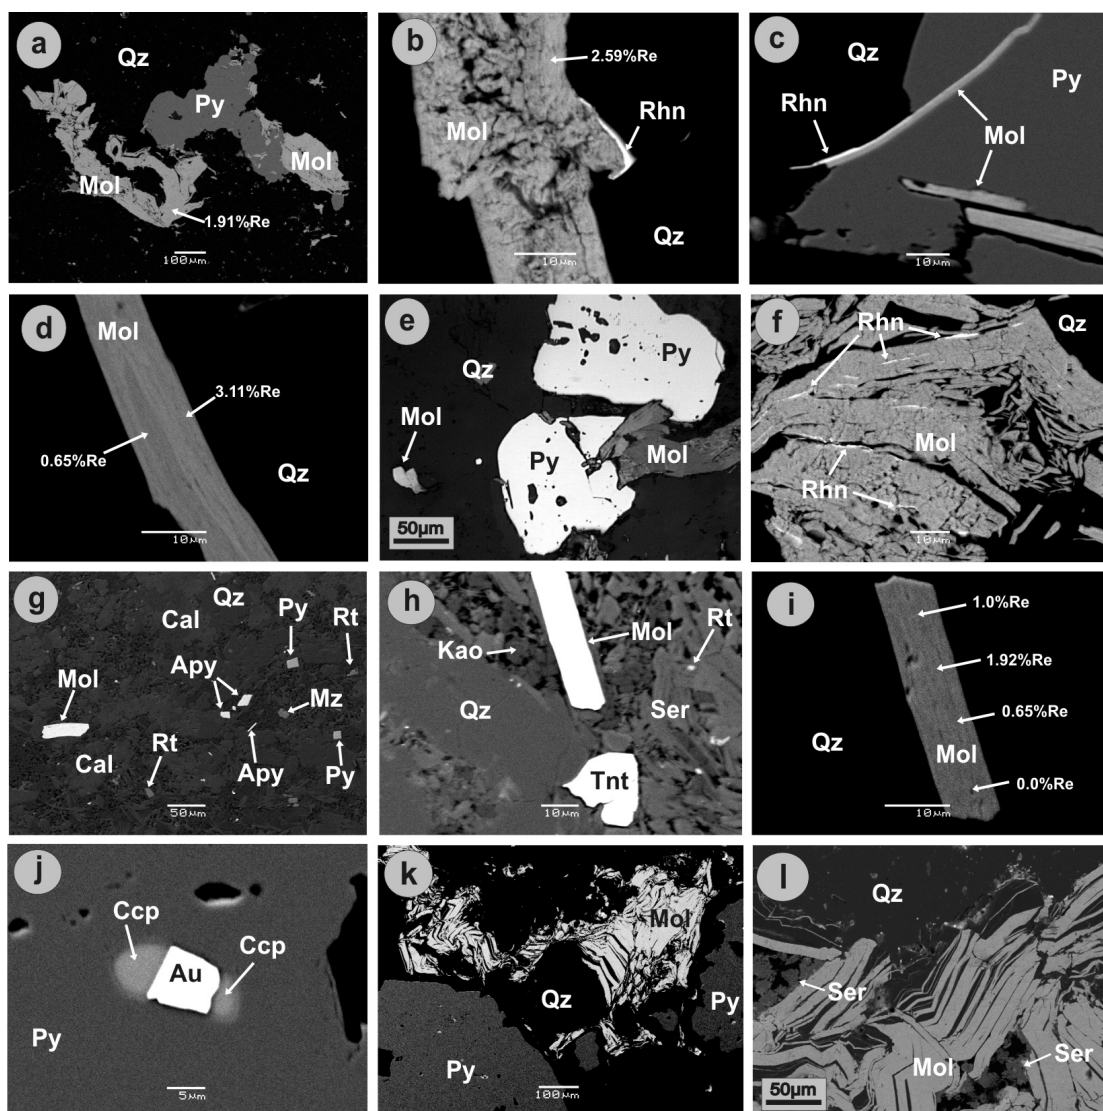 a
Qz
Py
Mol
Mol
1.91%Re
100µm
b
2.59%Re
Mol
Rhn
Qz
10µm
c
Qz
Py
Rhn
Mol
10µm
d
Mol
3.11%Re
0.65%Re
Qz
10µm
e
Py
Qz
Mol
Py
Mol
50µm
f
Rhn
Qz
Mol
Rhn
10µm
g
Qz
Cal
Py
Rt
Apy
Mol
Mz
Cal
Rt
Apy
Py
50µm
h
Mol
Rt
Kao
Qz
Ser
Tnt
10µm
i
1.0%Re
1.92%Re
0.65%Re
Qz
Mol
0.0%Re
10µm
j
Ccp
Ccp
Au
Py
5µm
k
Mol
Qz
Py
Py
100µm
l
Qz
Ser
Ser
Mol
50µm